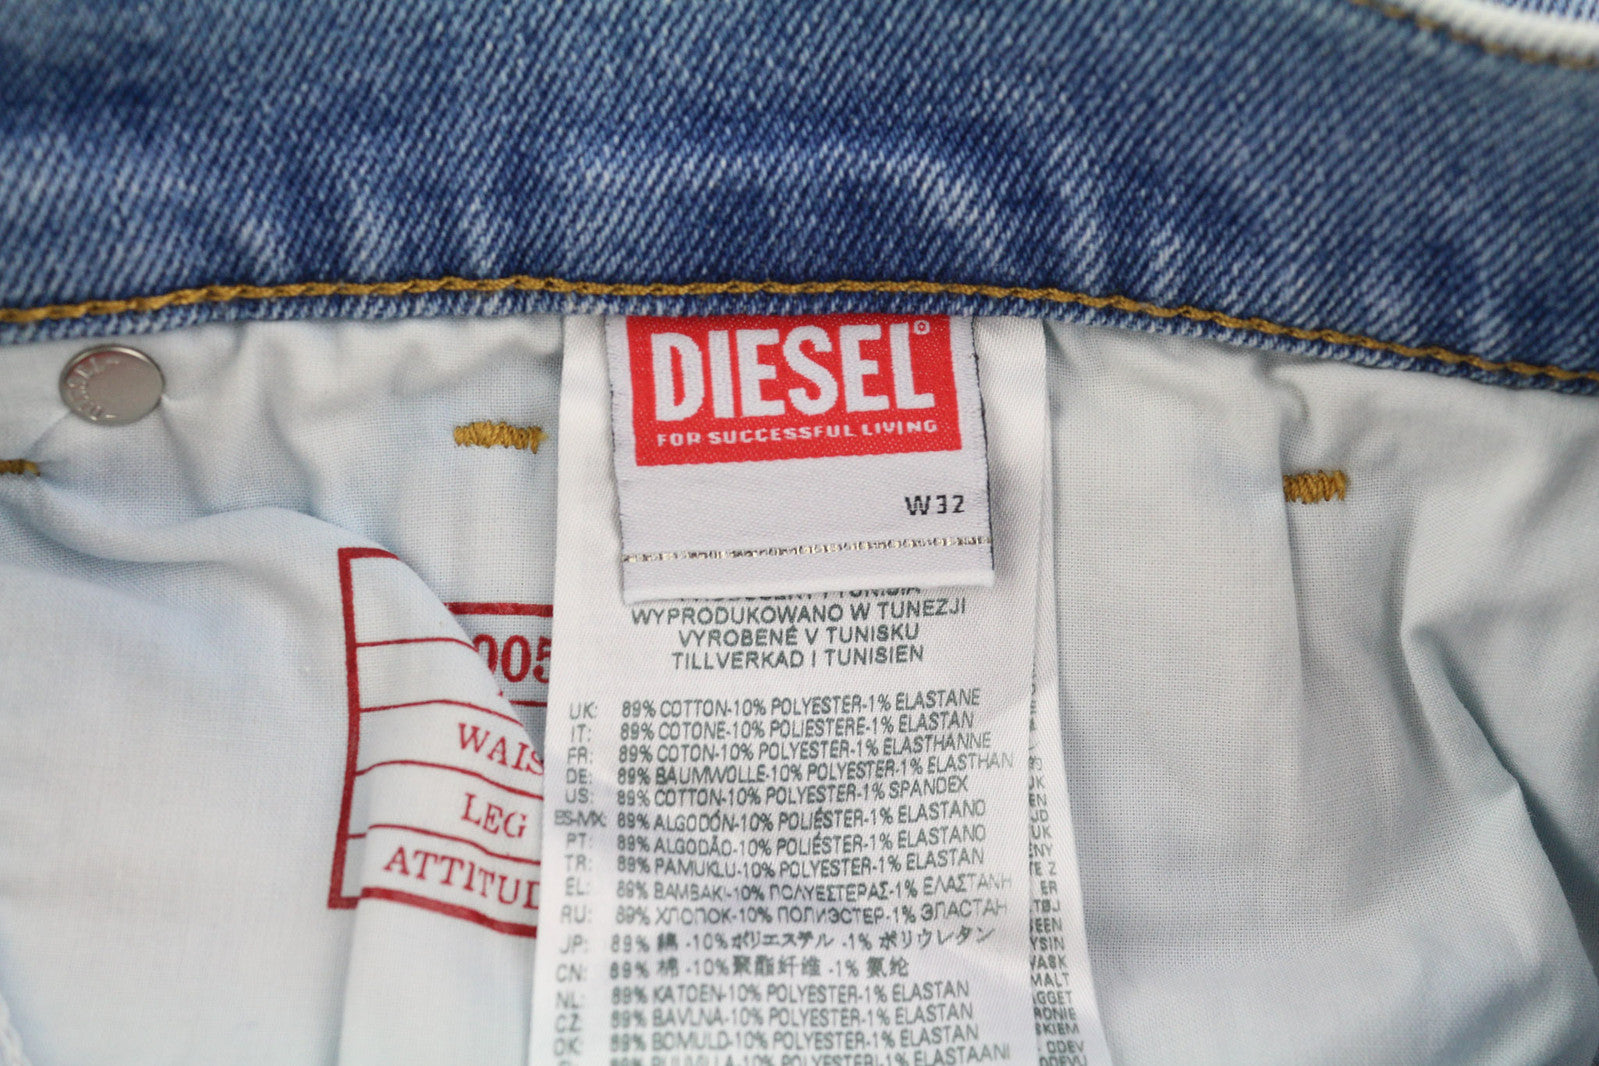 DIESEL
FOR SUCCESSFUL LIVING
W32
WYPRODUKOWANO W TUNEZJI
VYROBENÉ V TUNISKU
TILLVERKAD I TUNISIEN
UK: 89% COTTON-10% POLYESTER-1% ELASTANE
IT: 89% COTONE-10% POLIESTERE-1% ELASTAN
FR: 89% COTON-10% POLYESTER-1% ELASTHANNE
DE: 89% BAUMWOLLE-10% POLYESTER-1% ELASTHAN
US: 89% COTTON-10% POLYESTER-1% SPANDEX
ES-MX: 89% ALGODÓN-10% POLIÉSTER-1% ELASTANO
PT: 89% ALGODÃO-10% POLIÉSTER-1% ELASTANO
TR: 89% PAMUKLU-10% POLYESTER-1% ELASTAN
EL: 89% ΒΑΜΒΑΚΙ-10% ΠΟΛΥΕΣΤΕΡΑΣ-1% ΕΛΑΣΤΑΝΗ
RU: 89% ХЛОПОК-10% ПОЛИЭСТЕР-1% ЭЛАСТАН
JP: 89% 綿 -10% ポリエステル -1% ポリウレタン
CN: 89% 棉 -10% 聚酯纤维 -1% 氨纶
NL: 89% KATOEN-10% POLYESTER-1% ELASTAN
CZ 89% BAVLNA-10% POLYESTER-1% ELASTAN
DK: 89% BOMULD-10% POLYESTER-1% ELASTAN
005
WAIS
LEG
ATTITUD